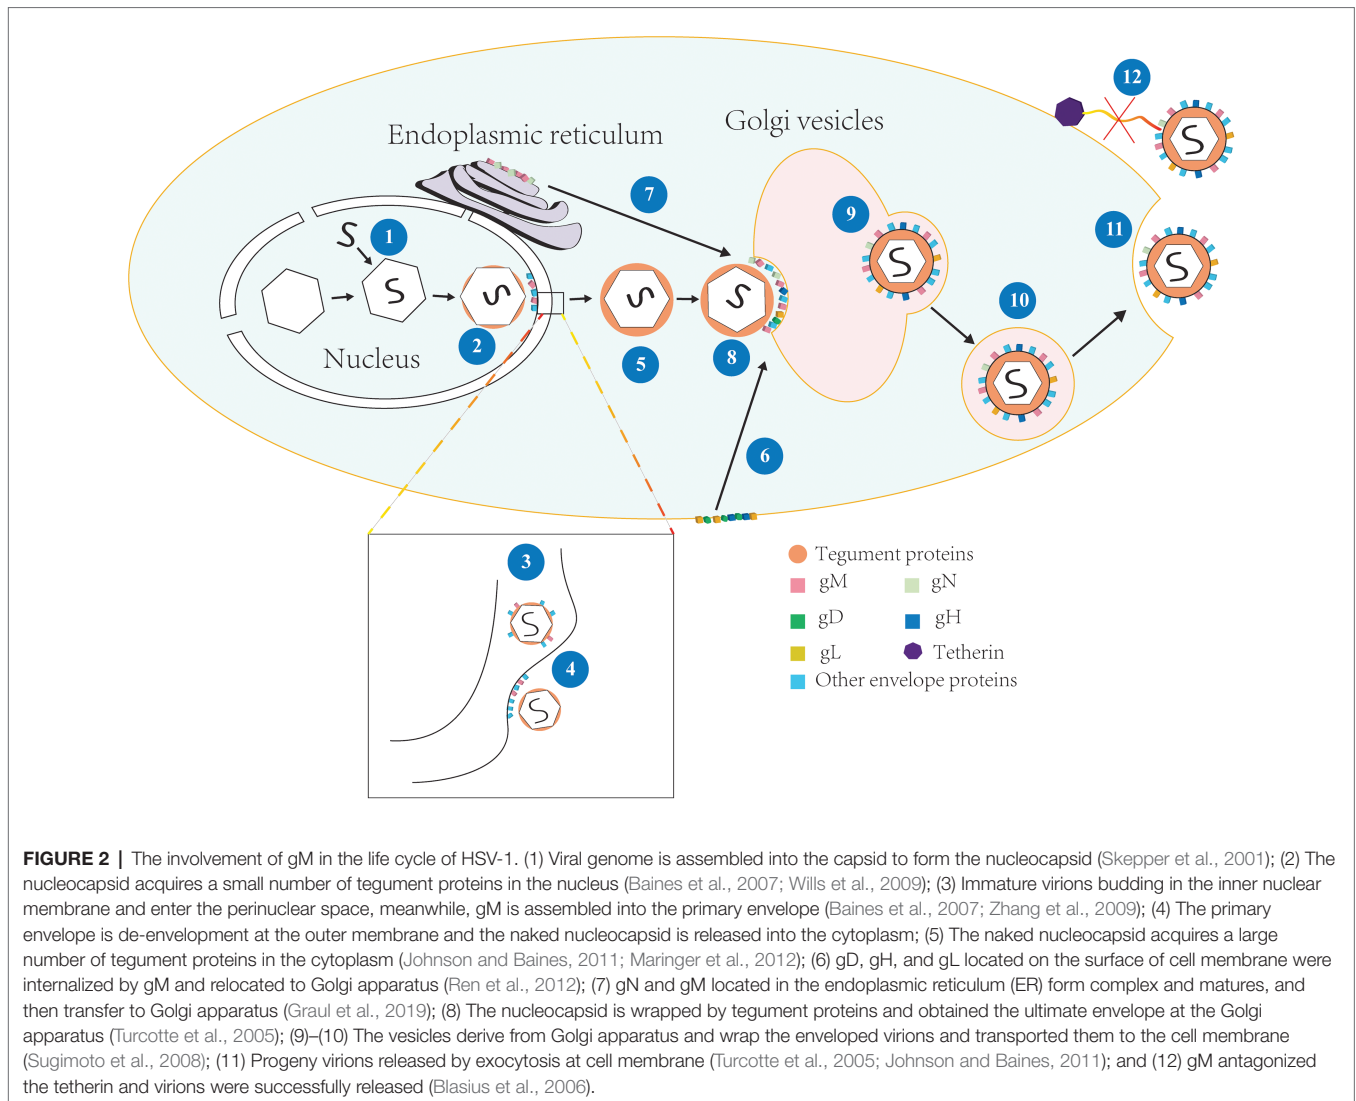 12
Golgi vesicles
Endoplasmic reticulum
7
9
11
1
10
Nucleus
2
5
8
6
3
4
Tegument proteins
gM
gN
gD
gH
gL
Tetherin
Other envelope proteins
FIGURE 2 | The involvement of gM in the life cycle of HSV-1. (1) Viral genome is assembled into the capsid to form the nucleocapsid (Skepper et al., 2001); (2) The
nucleocapsid acquires a small number of tegument proteins in the nucleus (Baines et al., 2007; Wills et al., 2009); (3) Immature virions budding in the inner nuclear
membrane and enter the perinuclear space, meanwhile, gM is assembled into the primary envelope (Baines et al., 2007; Zhang et al., 2009); (4) The primary
envelope is de-envelopment at the outer membrane and the naked nucleocapsid is released into the cytoplasm; (5) The naked nucleocapsid acquires a large
number of tegument proteins in the cytoplasm (Johnson and Baines, 2011; Maringer et al., 2012); (6) gD, gH, and gL located on the surface of cell membrane were
internalized by gM and relocated to Golgi apparatus (Ren et al., 2012); (7) gN and gM located in the endoplasmic reticulum (ER) form complex and matures, and
then transfer to Golgi apparatus (Graul et al., 2019); (8) The nucleocapsid is wrapped by tegument proteins and obtained the ultimate envelope at the Golgi
apparatus (Turcotte et al., 2005); (9)–(10) The vesicles derive from Golgi apparatus and wrap the enveloped virions and transported them to the cell membrane
(Sugimoto et al., 2008); (11) Progeny virions released by exocytosis at cell membrane (Turcotte et al., 2005; Johnson and Baines, 2011); and (12) gM antagonized
the tetherin and virions were successfully released (Blasius et al., 2006).